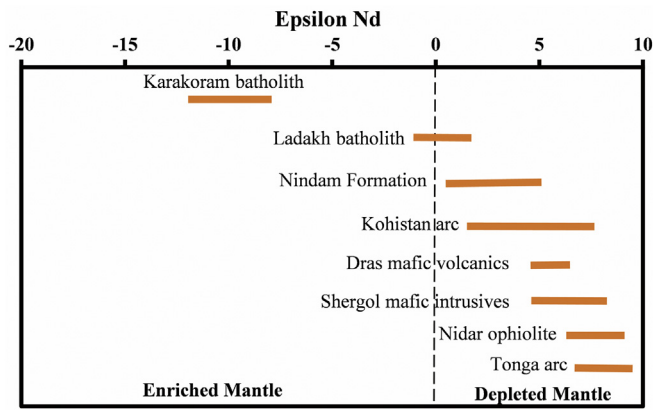 Epsilon Nd
-20 -15 -10 -5 0 5 10
Karakoram batholith
Ladakh batholith
Nindam Formation
Kohistan arc
Dras mafic volcanics
Shergol mafic intrusives
Nidar ophiolite
Tonga arc
Enriched Mantle Depleted Mantle